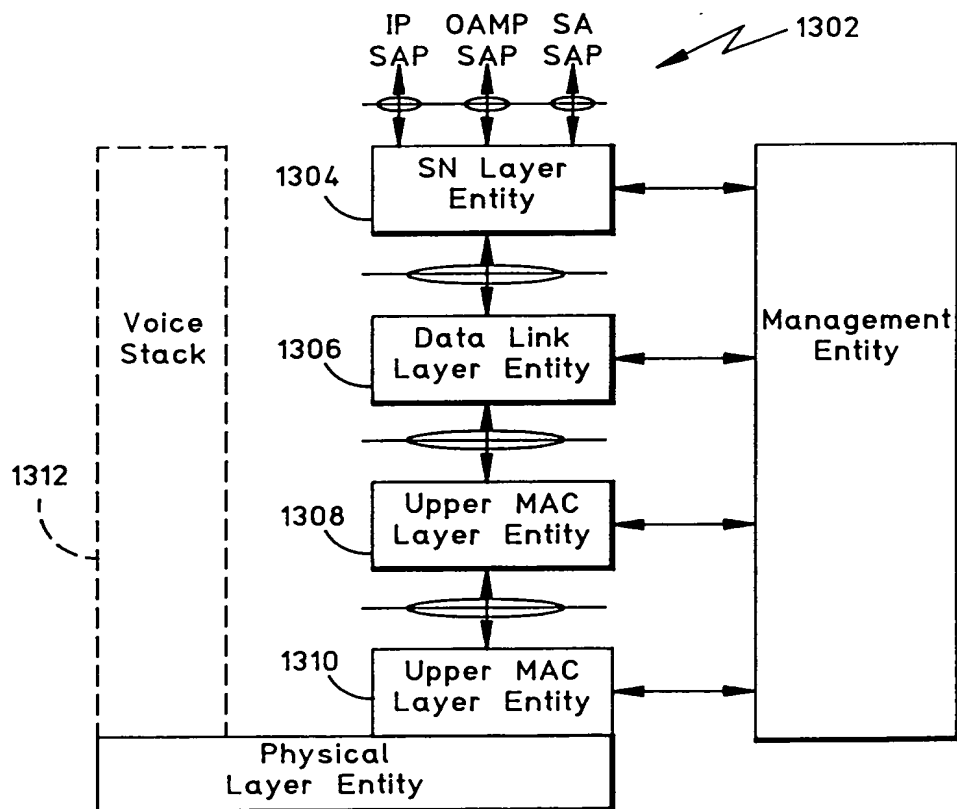 IP OAMP SA
SAP SAP SAP
1302
1304
SN Layer
Entity
Voice
Stack
1306
Data Link
Layer Entity
Management
Entity
1312
1308
Upper MAC
Layer Entity
1310
Upper MAC
Layer Entity
Physical
Layer Entity